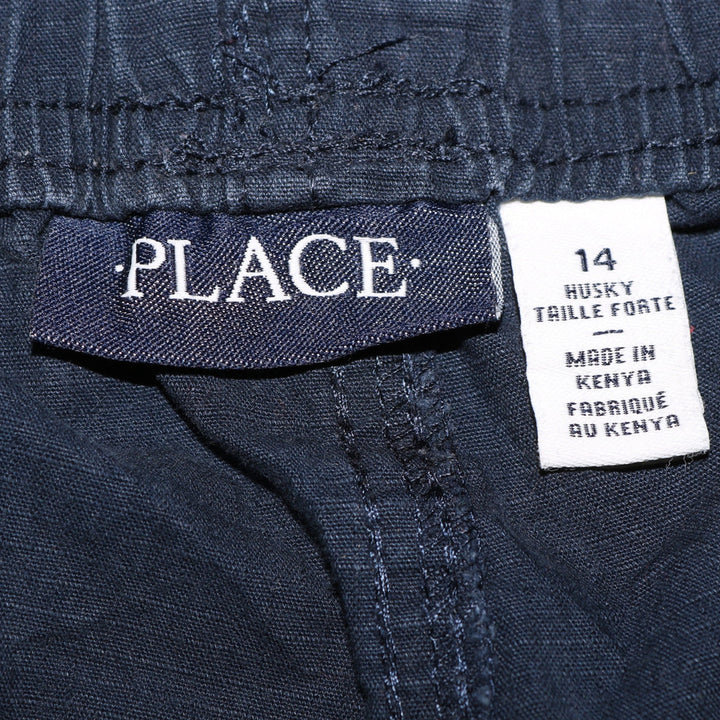 ·PLACE·
14
HUSKY
TAILLE FORTE
—
MADE IN
KENYA
FABRIQUÉ
AU KENYA